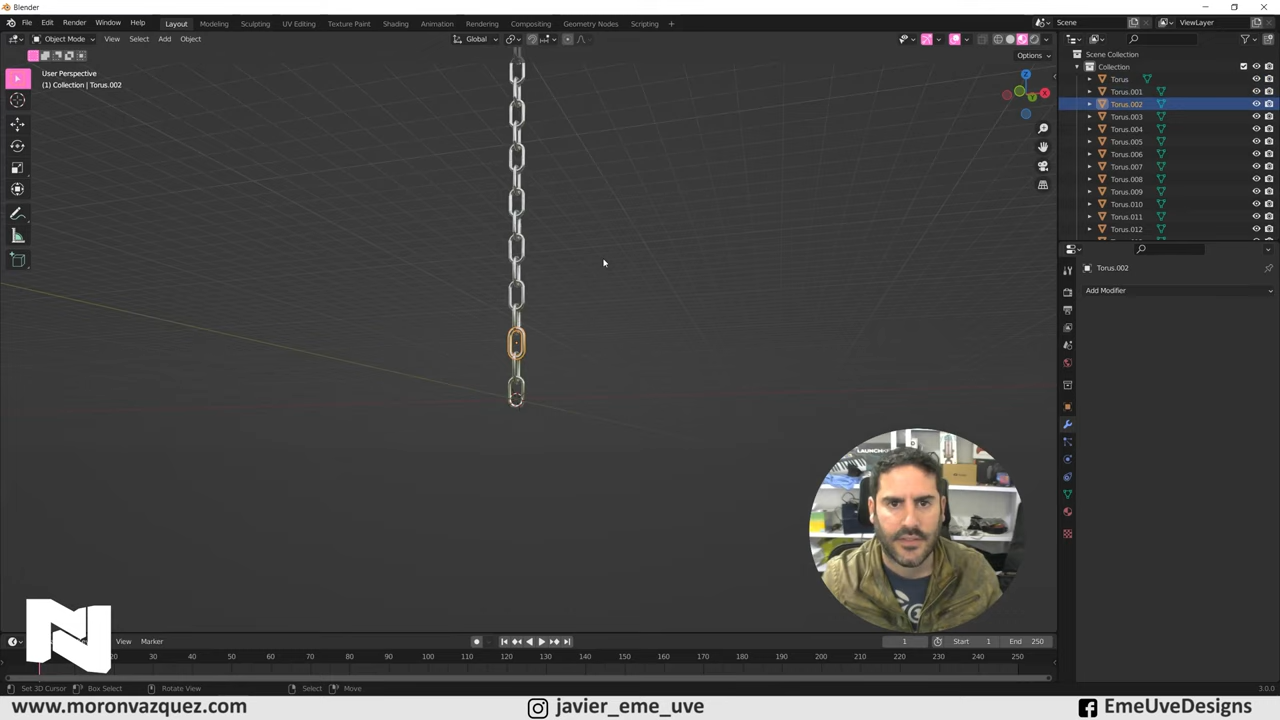 Blender
File Edit Render Window Help Layout Modeling Sculpting UV Editing Texture Paint Shading Animation Rendering Compositing Geometry Nodes Scripting + Scene ViewLayer
Object Mode View Select Add Object Global
Options
User Perspective
(1) Collection | Torus.002
X
Y
Z
Scene Collection
Collection
Torus
Torus.001
Torus.002
Torus.003
Torus.004
Torus.005
Torus.006
Torus.007
Torus.008
Torus.009
Torus.010
Torus.011
Torus.012
Torus.002
Add Modifier
LAUNCHK
N
View Marker
1 Start 1 End 250
20 30 40 50 60 70 80 90 100 110 120 130 140 150 160 170 180 190 200 210 220 230 240 250
Set 3D Cursor Box Select Rotate View Select Move 3.0.0
www.moronvazquez.com javier_eme_uve EmeUveDesigns